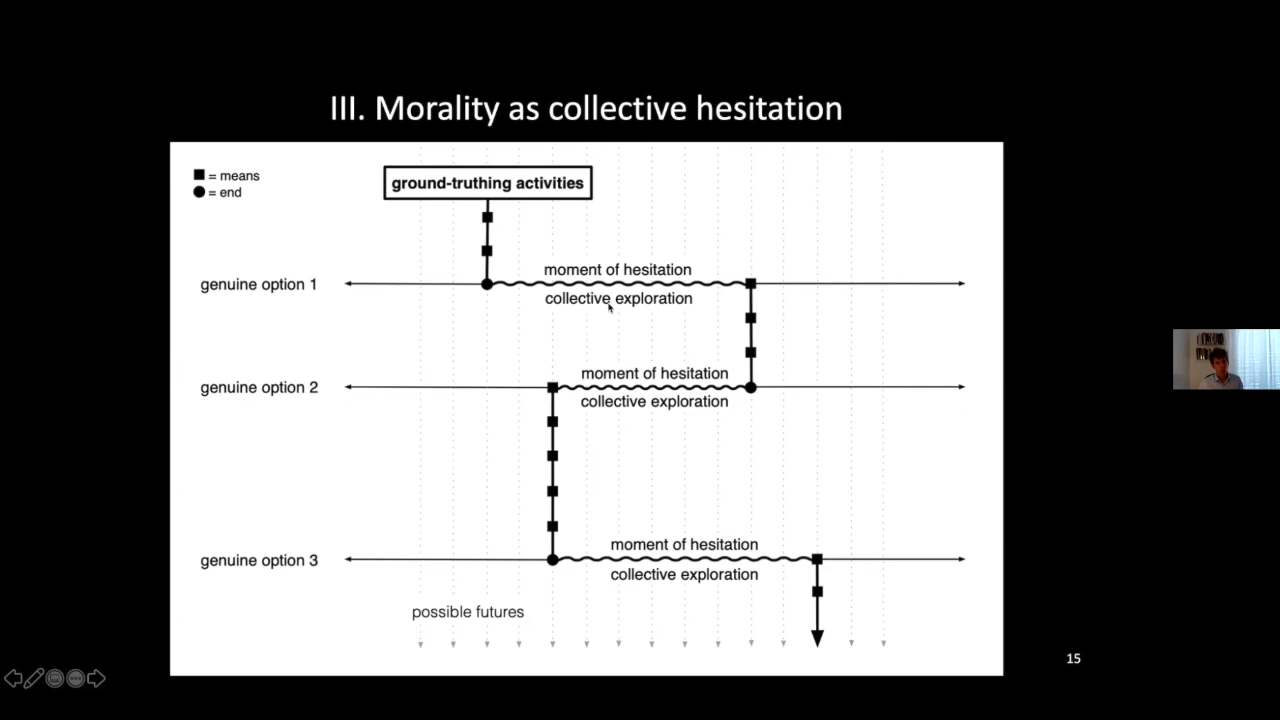 III. Morality as collective hesitation
= means
= end
ground-truthing activities
genuine option 1
moment of hesitation
collective exploration
genuine option 2
moment of hesitation
collective exploration
genuine option 3
moment of hesitation
collective exploration
possible futures
15